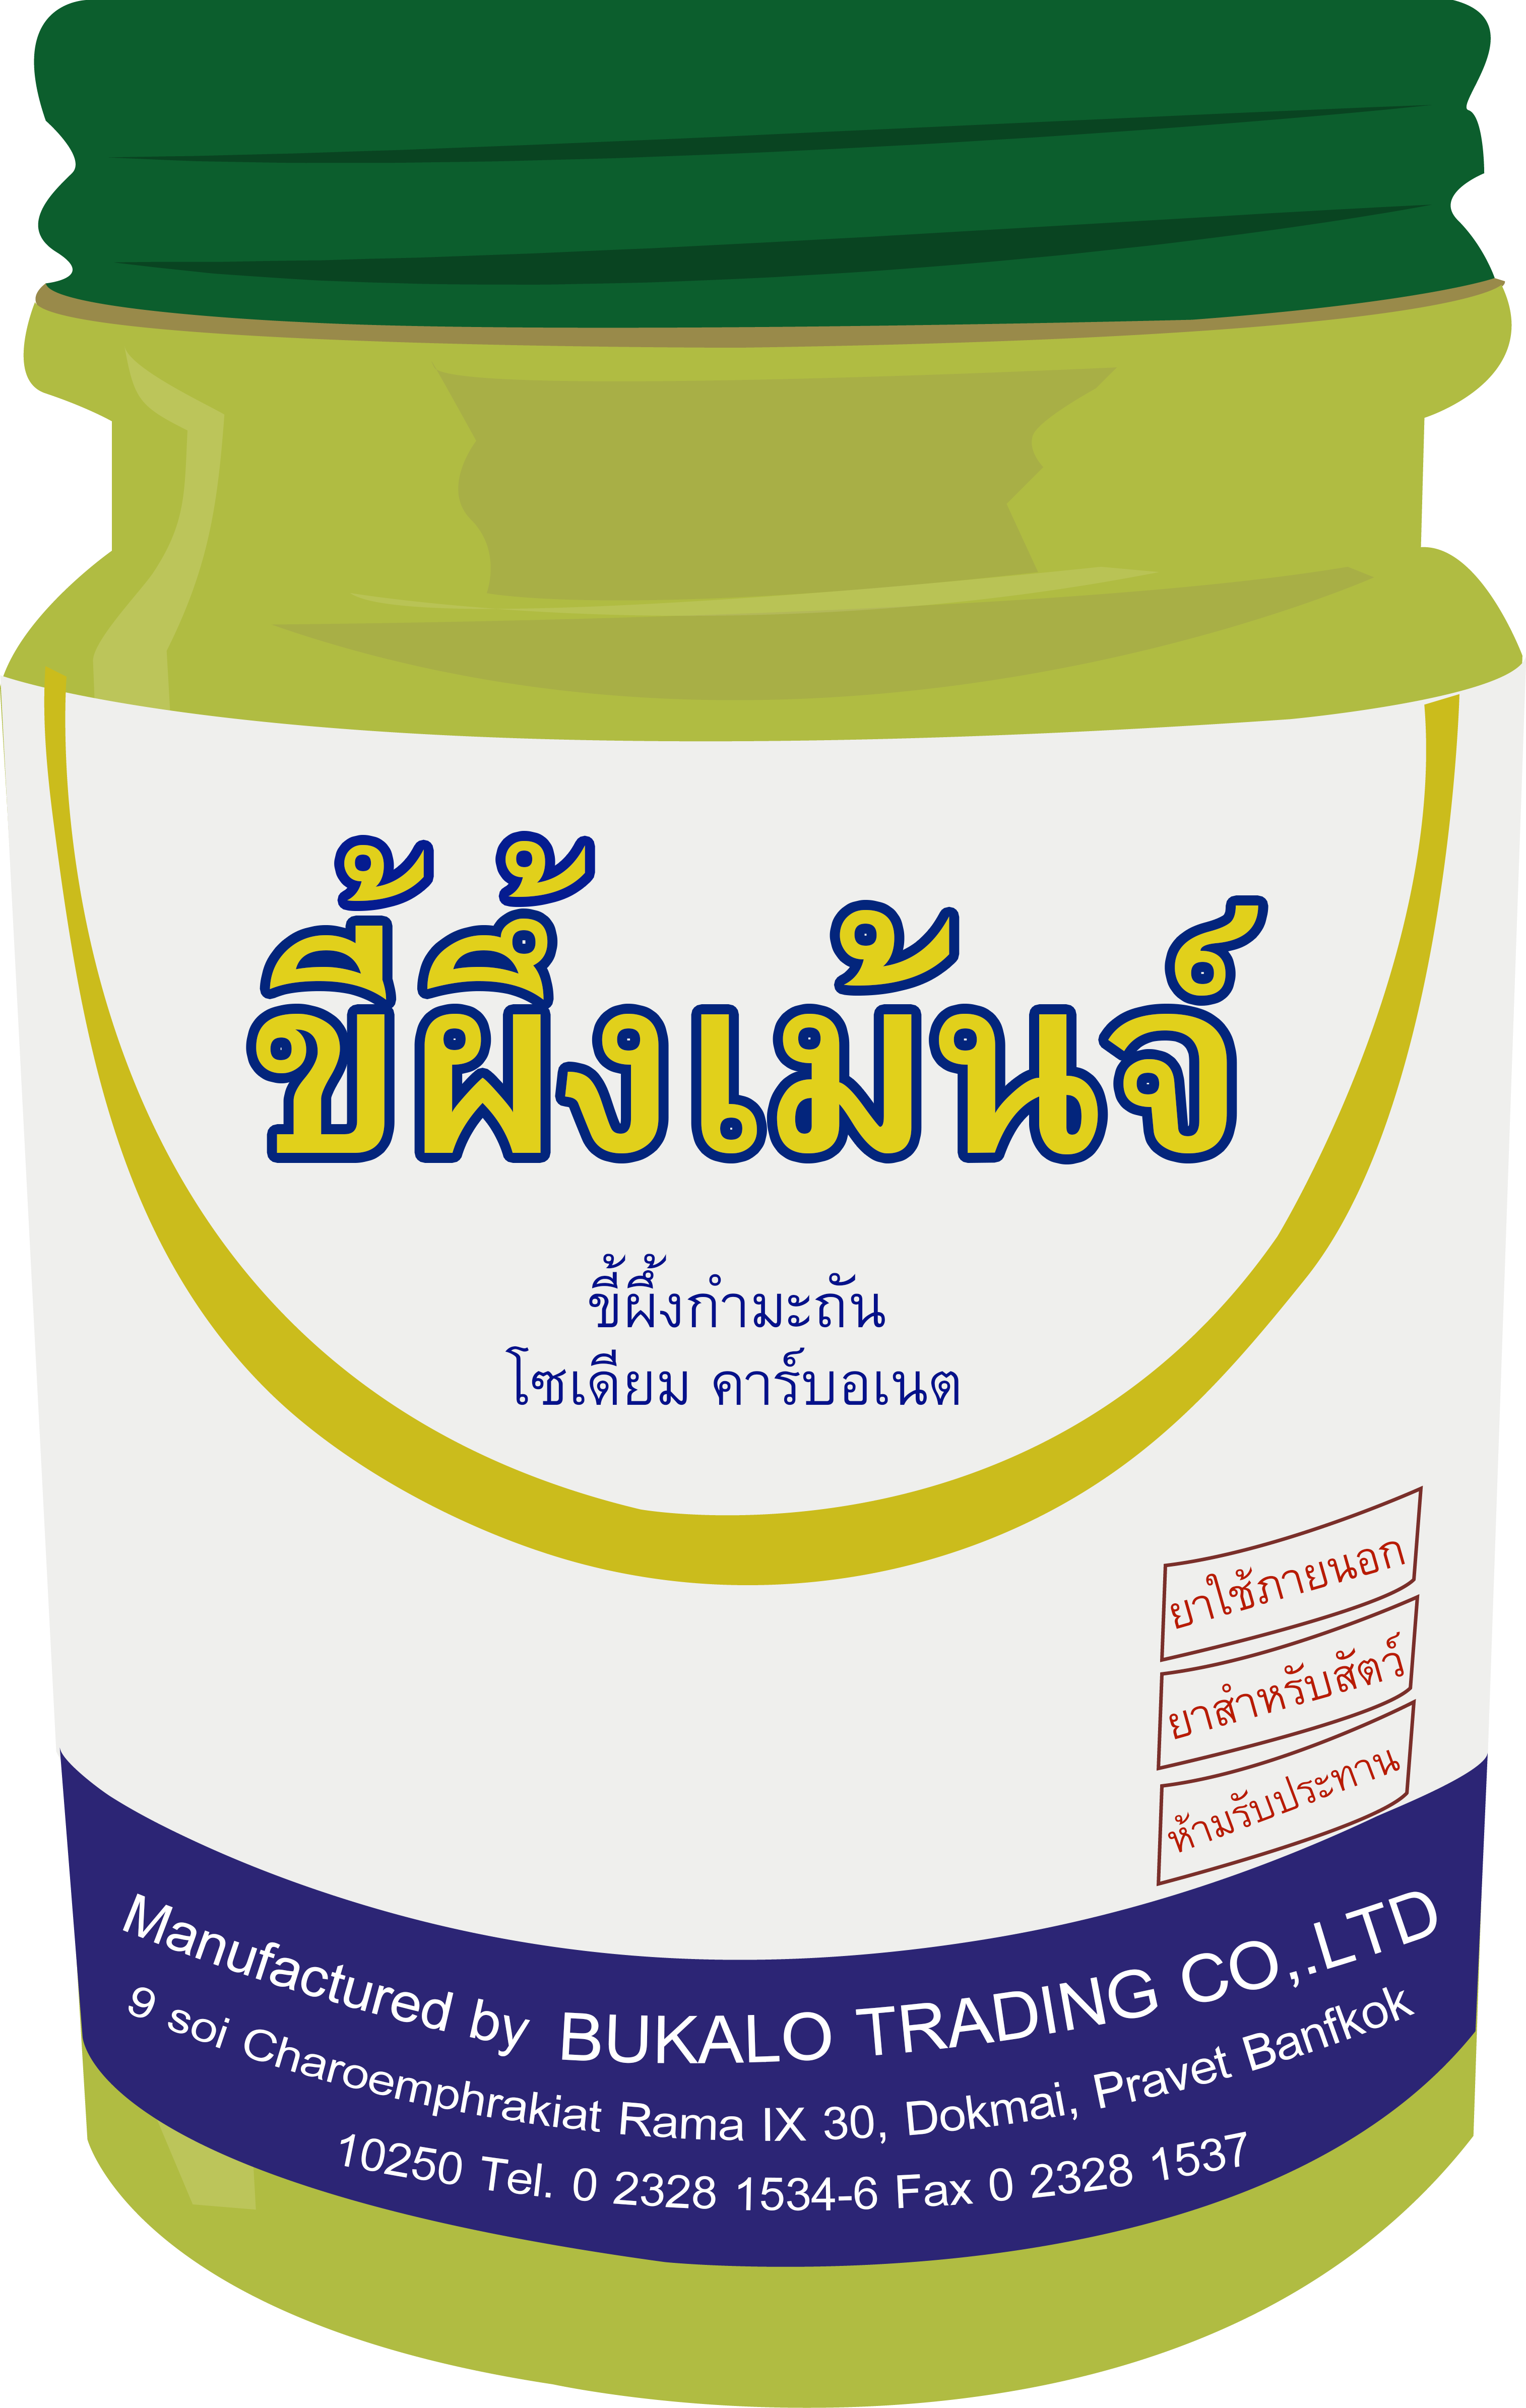 ขี้ผึ้งเม้นจ์
ขี้ผึ้งกำมะถัน
โซเดียม คาร์บอเนต
ยาใช้ภายนอก
ยาสำหรับสัตว์
ห้ามรับประทาน
Manufactured by BUKALO TRADING CO,.LTD
9 soi Charoemphrakiat Rama IX 30, Dokmai, Pravet Banfkok
10250 Tel. 0 2328 1534-6 Fax 0 2328 1537